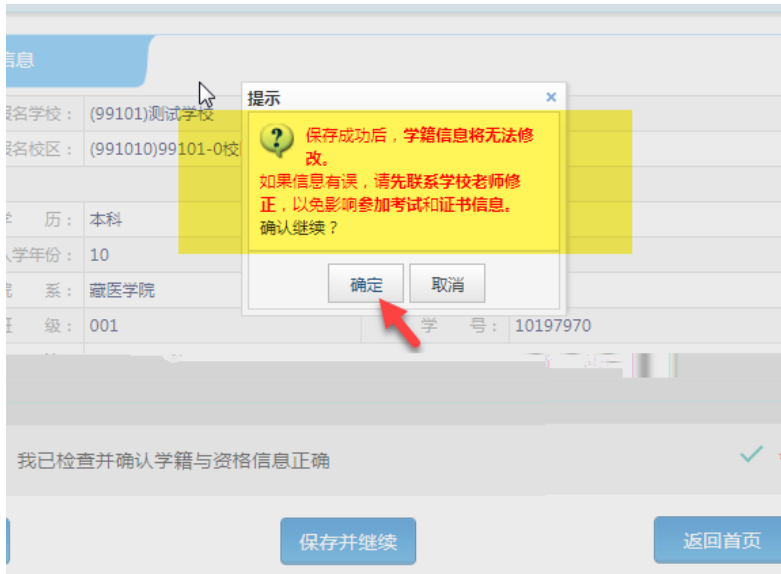 信息
提示
×
报名学校： (99101)测试学校
保存成功后，学籍信息将无法修
改。
如果信息有误，请先联系学校老师修
正，以免影响参加考试和证书信息。
确认继续？
报名校区： (991010)99101-0校
学 历： 本科
入学年份： 10
院 系： 藏医学院
确定 取消
班 级： 001
学 号： 10197970
我已检查并确认学籍与资格信息正确
保存并继续
返回首页